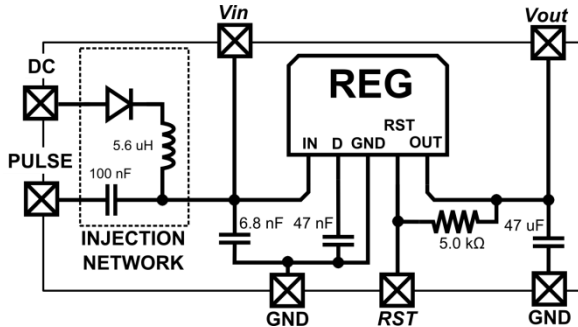 Vin
Vout
DC
REG
5.6 uH
RST
IN D GND OUT
PULSE
100 nF
6.8 nF
47 nF
5.0 kΩ
47 uF
INJECTION
NETWORK
GND
RST
GND